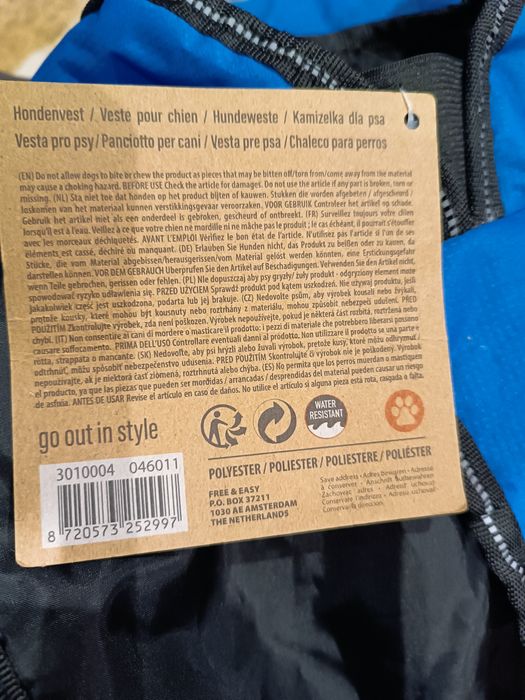 Hondenvest / Veste pour chien / Hundeweste / Kamizelka dla psa
Vesta pro psy/Panciotto per cani / Vesta pre psa /Chaleco para perros
(EN) Do not allow dogs to bite or chew the product as pieces that may be bitten off/torn from/come away from the material
may cause a choking hazard. BEFORE USE Check the article for damages. Do not use the article if any part is broken, torn or
missing. (NL) Sta niet toe dat honden op het product bijten of kauwen. Stukken die worden afgebeten / afgescheurd /
loskomen van het materiaal kunnen verstikkingsgevaar veroorzaken. VOOR GEBRUIK Controleer het artikel op schade.
Gebruik het artikel niet als een onderdeel is gebroken, gescheurd of ontbreekt. (FR) Surveillez toujours votre chien
lorsqu'il est à l'eau. Veillez à ce que votre chien ne mordille ni ne mâche pas le produit ; le cas échéant, il pourrait s'étouffer
avec les morceaux déchiquetés. AVANT L'EMPLOI Vérifiez le bon état de l'article. N'utilisez pas l'article si l'un de ses
éléments est cassé, déchiré ou manquant. (DE) Erlauben Sie Hunden nicht, das Produkt zu beißen oder zu kauen, da
Stücke, die vom Material abgebissen/herausgerissen/vom Material gelöst werden könnten, eine Erstickungsgefahr
darstellen können. VOR DEM GEBRAUCH Überprüfen Sie den Artikel auf Beschädigungen. Verwenden Sie den Artikel nicht,
wenn Teile gebrochen, gerissen oder fehlen. (PL) Nie dopuszczaj aby psy gryzły/ żuły produkt - odgryziony element może
spowodować ryzyko udławienia się. PRZED UŻYCIEM Sprawdź produkt pod kątem uszkodzeń. Nie używaj produktu, jeśli
jakakolwiek część jest uszkodzona, podarta lub jej brakuje. (CZ) Nedovolte psům, aby výrobek kousali nebo žvýkali,
protože kousky, které mohou být kousnuty nebo roztrhány z materiálu, mohou způsobit nebezpečí udušení. PŘED
POUŽITÍM Zkontrolujte výrobek, zda není poškozen. Výrobek nepoužívejte, pokud je některá část rozbitá, roztržená nebo
chybí. (IT) Non consentire ai cani di mordere o masticare il prodotto: i pezzi di materiale che potrebbero liberarsi possono
causare soffocamento. PRIMA DELL'USO Controllare eventuali danni al prodotto. Non utilizzare il prodotto se una parte è
rotta, strappata o mancante. (SK) Nedovoľte, aby psi hrýzli alebo žuvali výrobok, pretože kusy, ktoré môžu odhryznúť /
odtrhnúť, môžu spôsobiť nebezpečenstvo udusenia. PRED POUŽITÍM Skontrolujte či výrobok nie je poškodený. Výrobok
nepoužívajte, ak je niektorá časť zlomená, roztrhnutá alebo chýba. (ES) No permita que los perros muerdan o mastiquen
el producto, ya que las piezas que pueden ser mordidas / arrancadas / desprendidas del material pueden causar un riesgo
de asfixia. ANTES DE USAR Revise el artículo en caso de daños. No utilice el artículo si alguna pieza está rota, rasgada o falta.
go out in style
WATER
RESISTANT
3010004 046011
8 720573 252997
POLYESTER / POLIESTER / POLIESTERE / POLIÉSTER
FREE & EASY
P.O. BOX 37211
1030 AE AMSTERDAM
THE NETHERLANDS
Save address • Adres bewaren • Adresse
à conserver • Anschrift aufbewahren
Zachować adres • Adresu uchovat
Conservare l'indirizzo • Adresu uchovať
Conserva la dirección